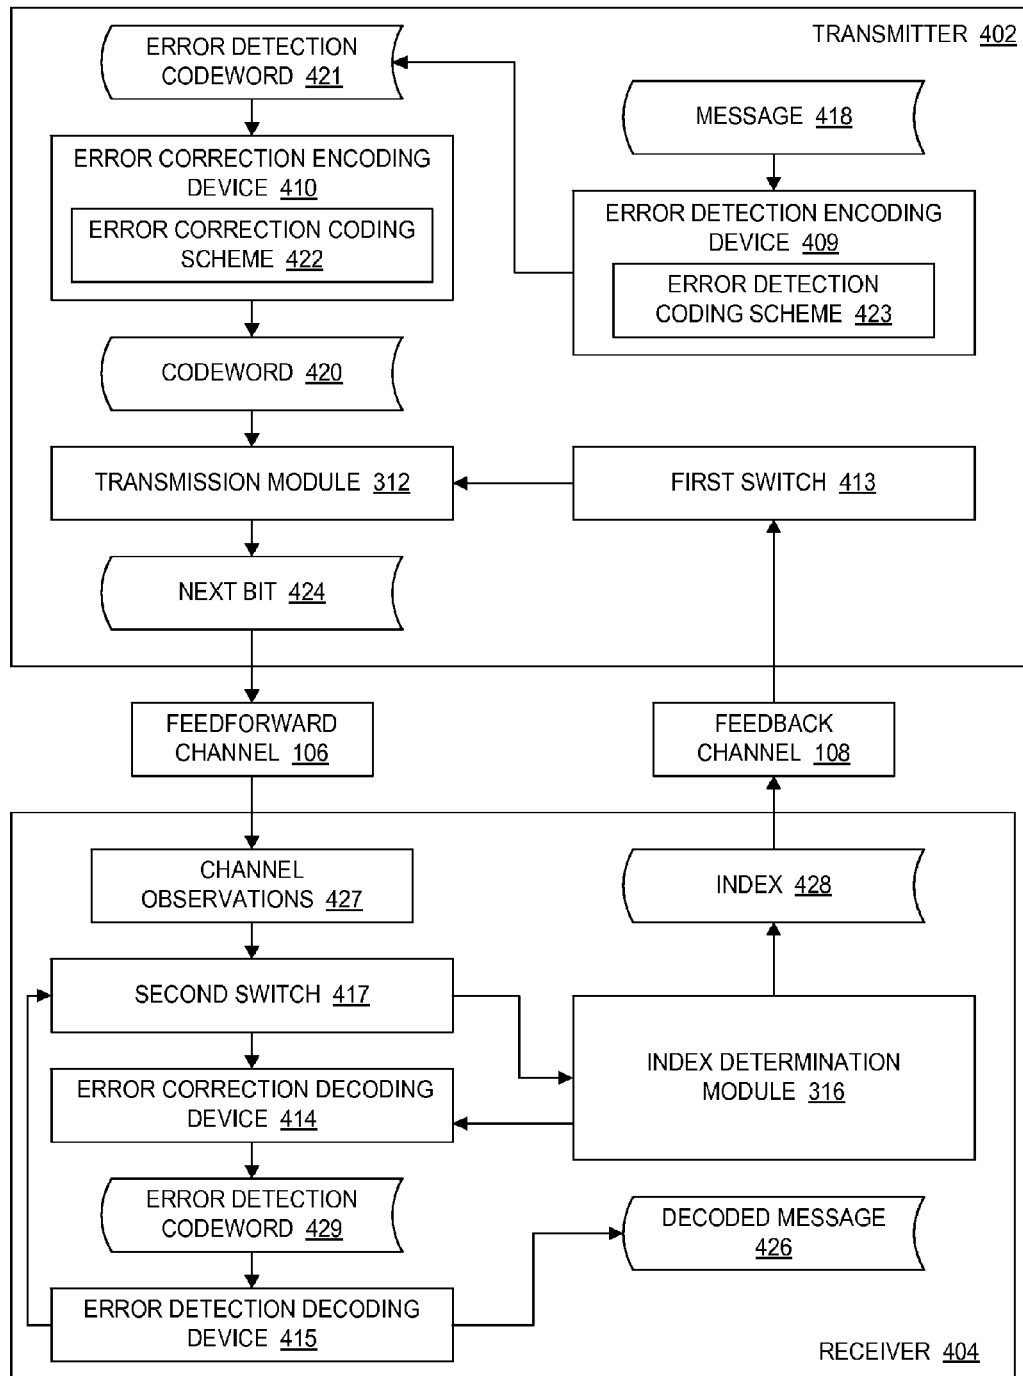 TRANSMITTER 402
ERROR DETECTION
CODEWORD 421
MESSAGE 418
ERROR CORRECTION ENCODING
DEVICE 410
ERROR CORRECTION CODING
SCHEME 422
ERROR DETECTION ENCODING
DEVICE 409
ERROR DETECTION
CODING SCHEME 423
CODEWORD 420
TRANSMISSION MODULE 312
FIRST SWITCH 413
NEXT BIT 424
FEEDFORWARD
CHANNEL 106
FEEDBACK
CHANNEL 108
CHANNEL
OBSERVATIONS 427
INDEX 428
SECOND SWITCH 417
INDEX DETERMINATION
MODULE 316
ERROR CORRECTION DECODING
DEVICE 414
ERROR DETECTION
CODEWORD 429
DECODED MESSAGE
426
ERROR DETECTION DECODING
DEVICE 415
RECEIVER 404